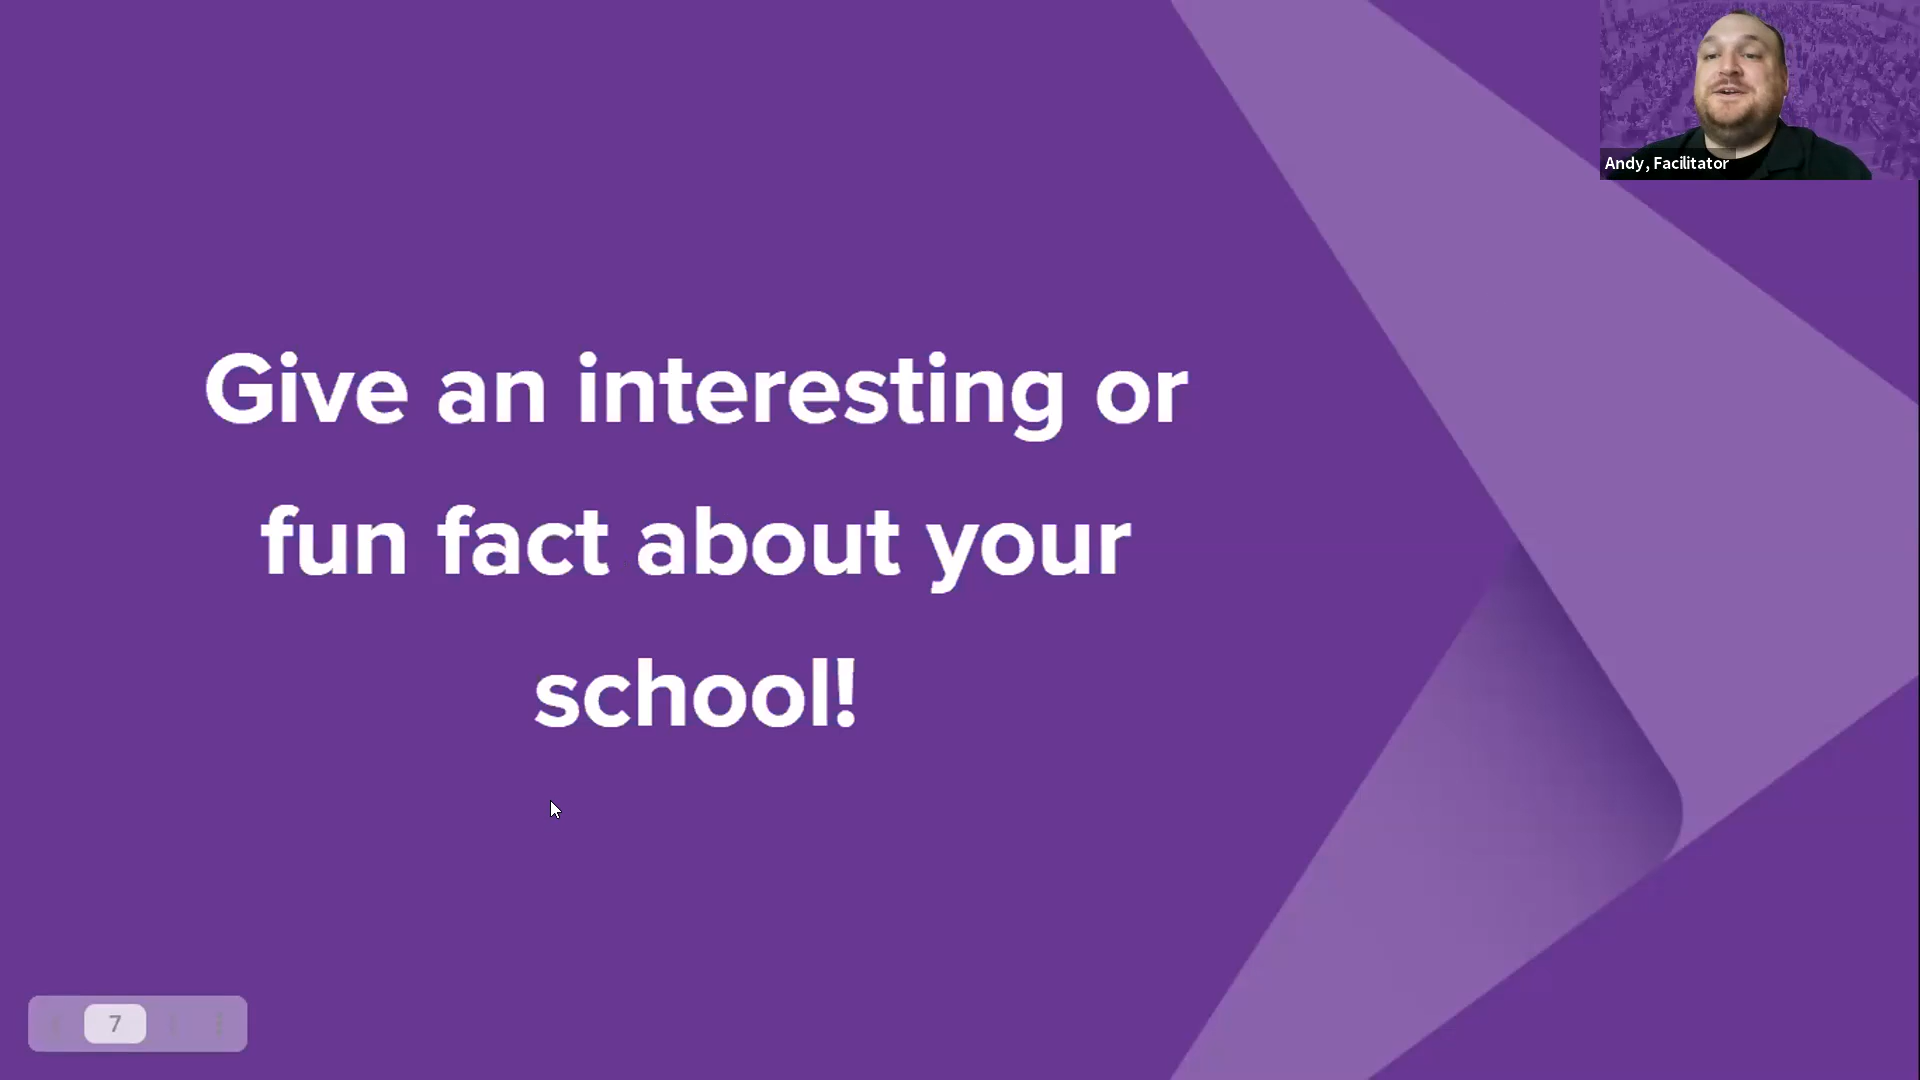 Andy, Facilitator
Give an interesting or
fun fact about your
school!
7